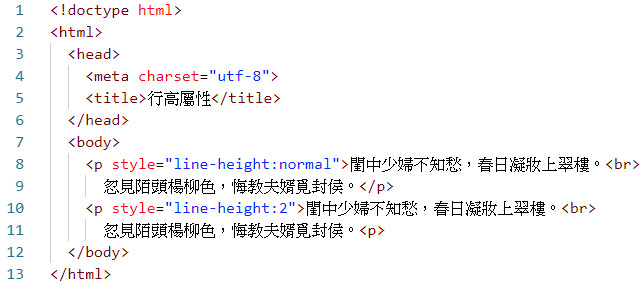 1 <!doctype html>
2 <html>
3 <head>
4 <meta charset="utf-8">
5 <title>行高屬性</title>
6 </head>
7 <body>
8 <p style="line-height:normal">閨中少婦不知愁，春日凝妝上翠樓。<br>
9 忽見陌頭楊柳色，悔教夫婿覓封侯。</p>
10 <p style="line-height:2">閨中少婦不知愁，春日凝妝上翠樓。<br>
11 忽見陌頭楊柳色，悔教夫婿覓封侯。<p>
12 </body>
13 </html>